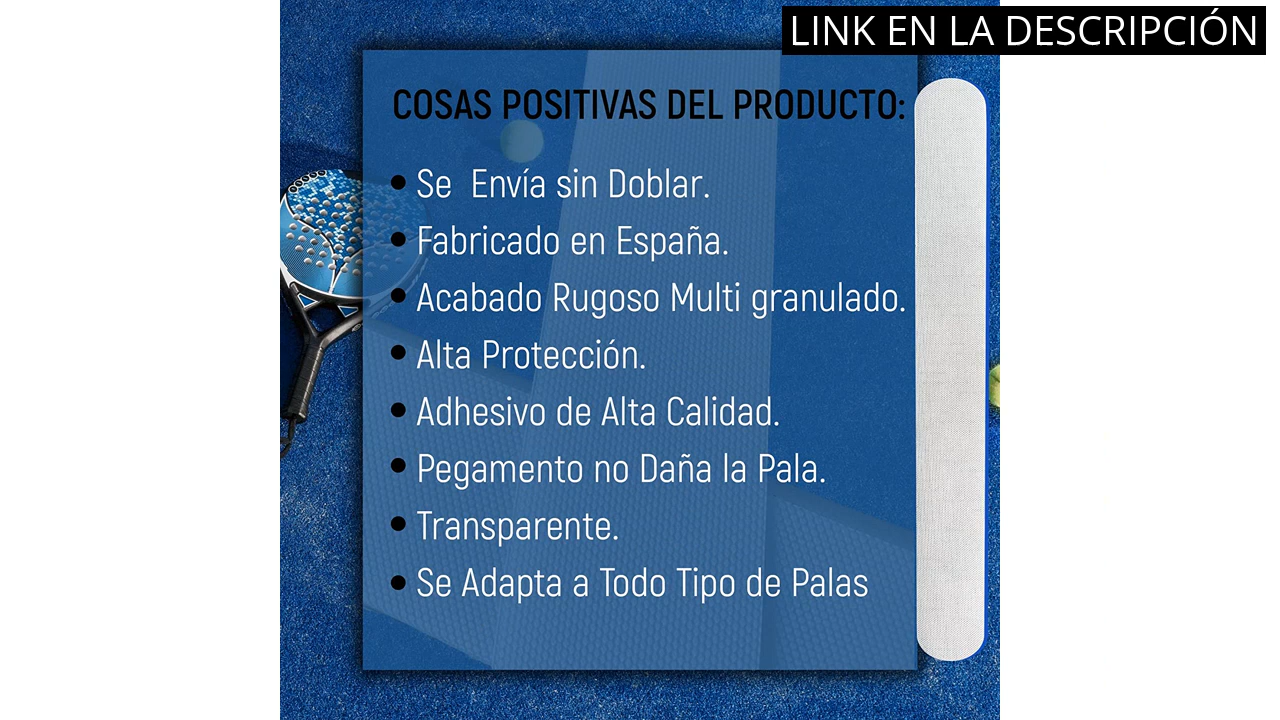 LINK EN LA DESCRIPCIÓN
COSAS POSITIVAS DEL PRODUCTO:
• Se Envía sin Doblar.
• Fabricado en España.
• Acabado Rugoso Multi granulado.
• Alta Protección.
• Adhesivo de Alta Calidad.
• Pegamento no Daña la Pala.
• Transparente.
• Se Adapta a Todo Tipo de Palas